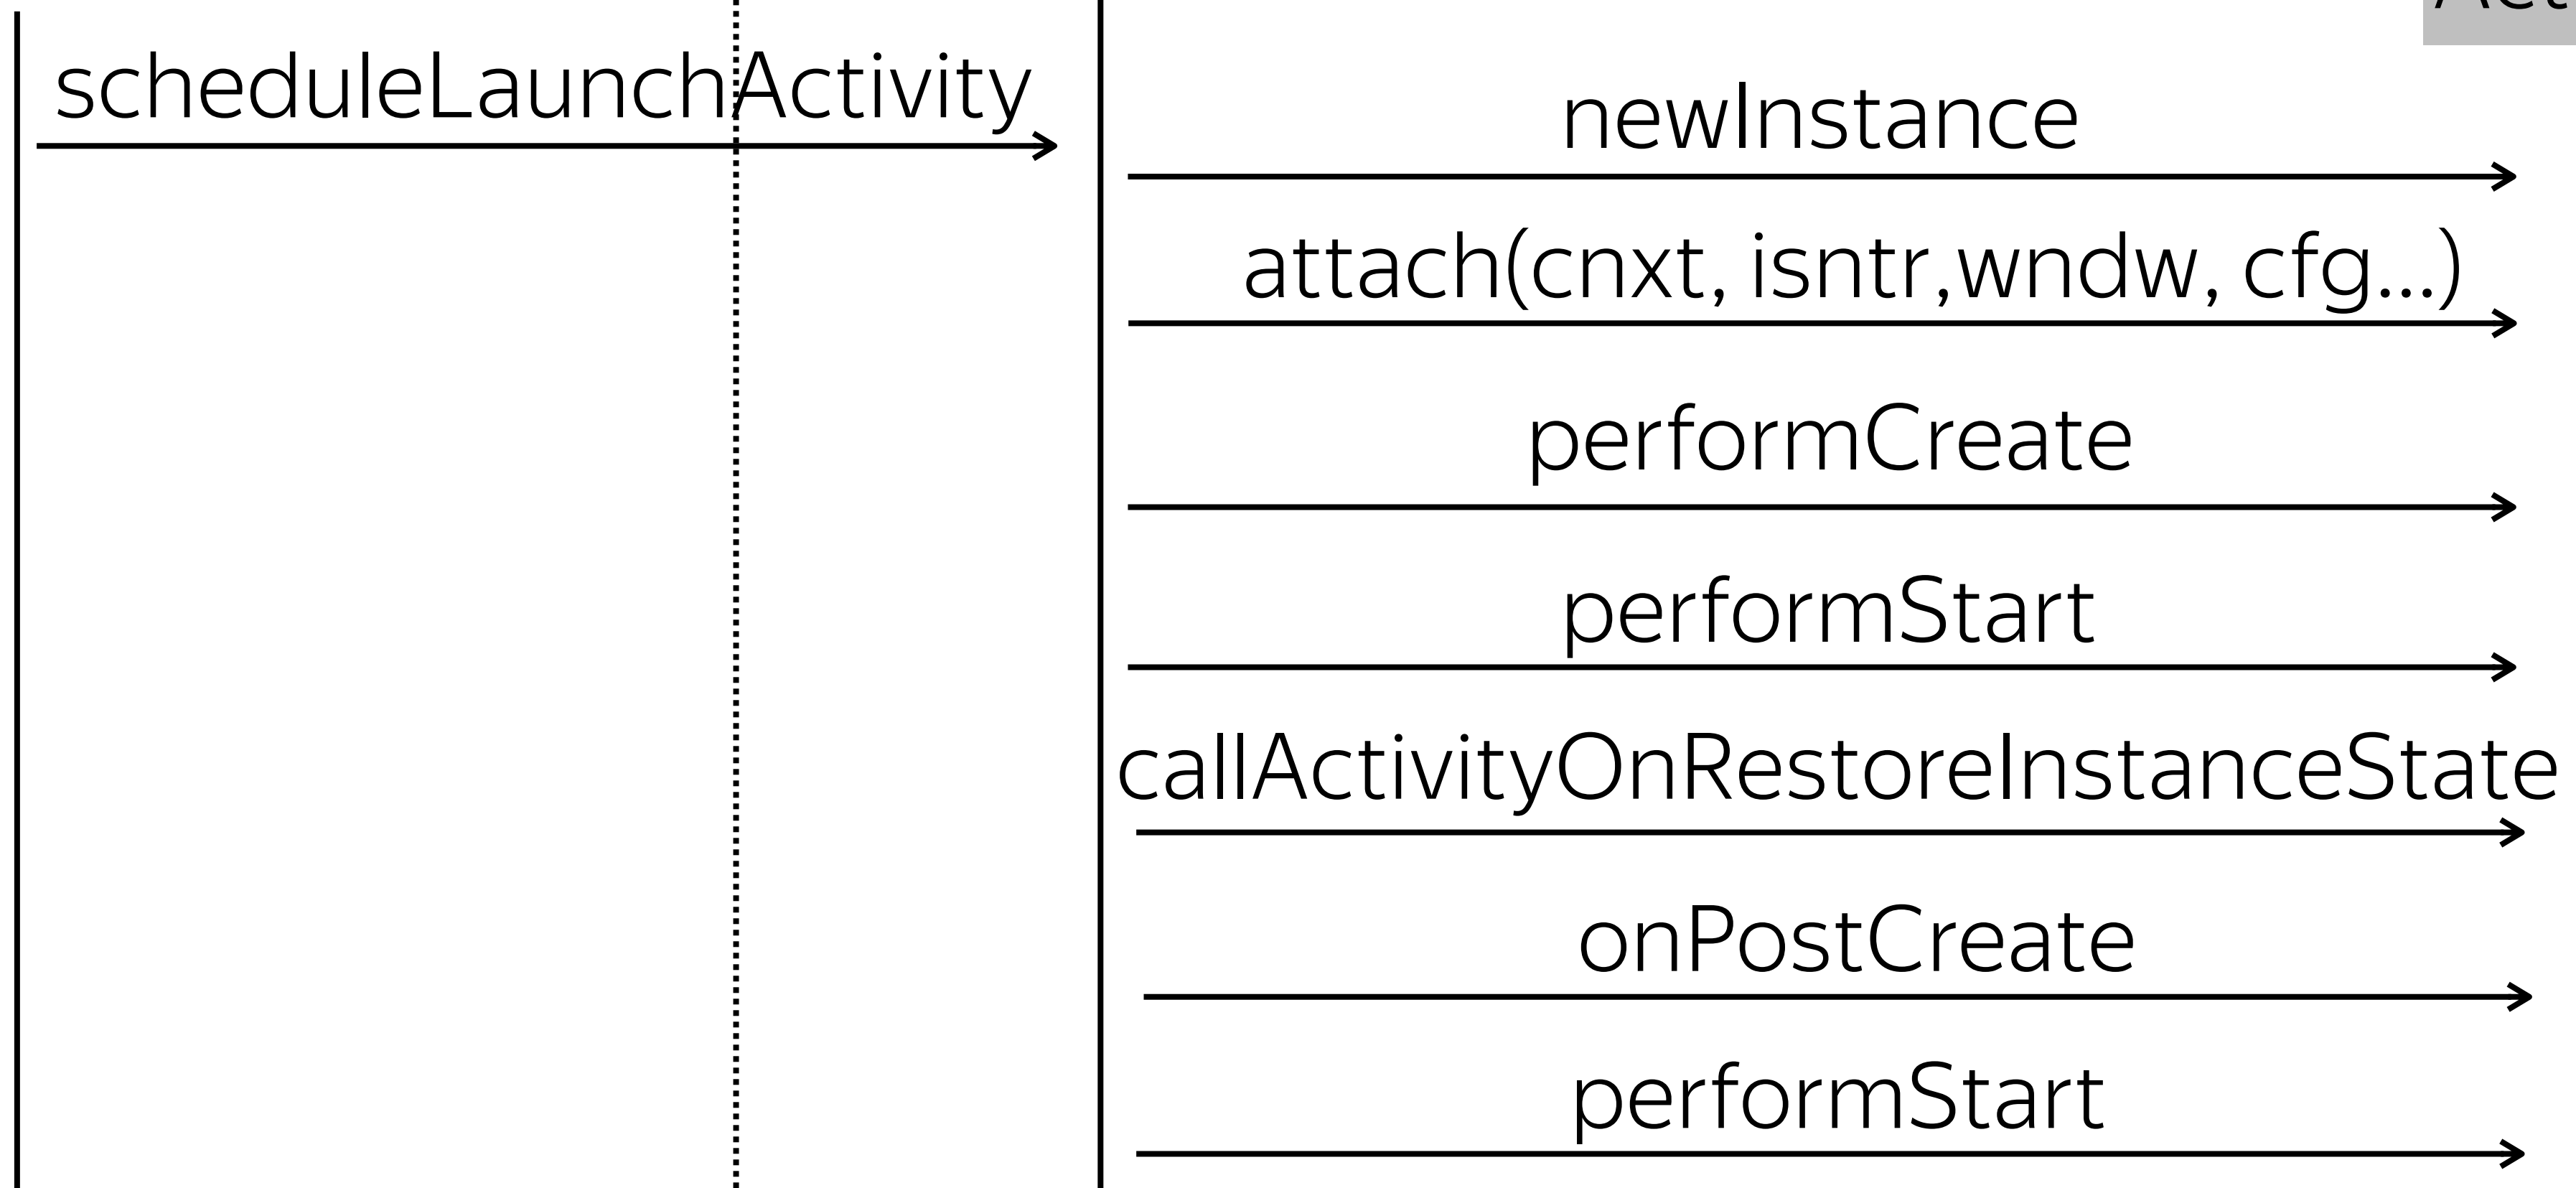 scheduleLaunchActivity
newInstance
attach(cnxt, isntr,wndw, cfg...)
performCreate
performStart
callActivityOnRestoreInstanceState
onPostCreate
performStart